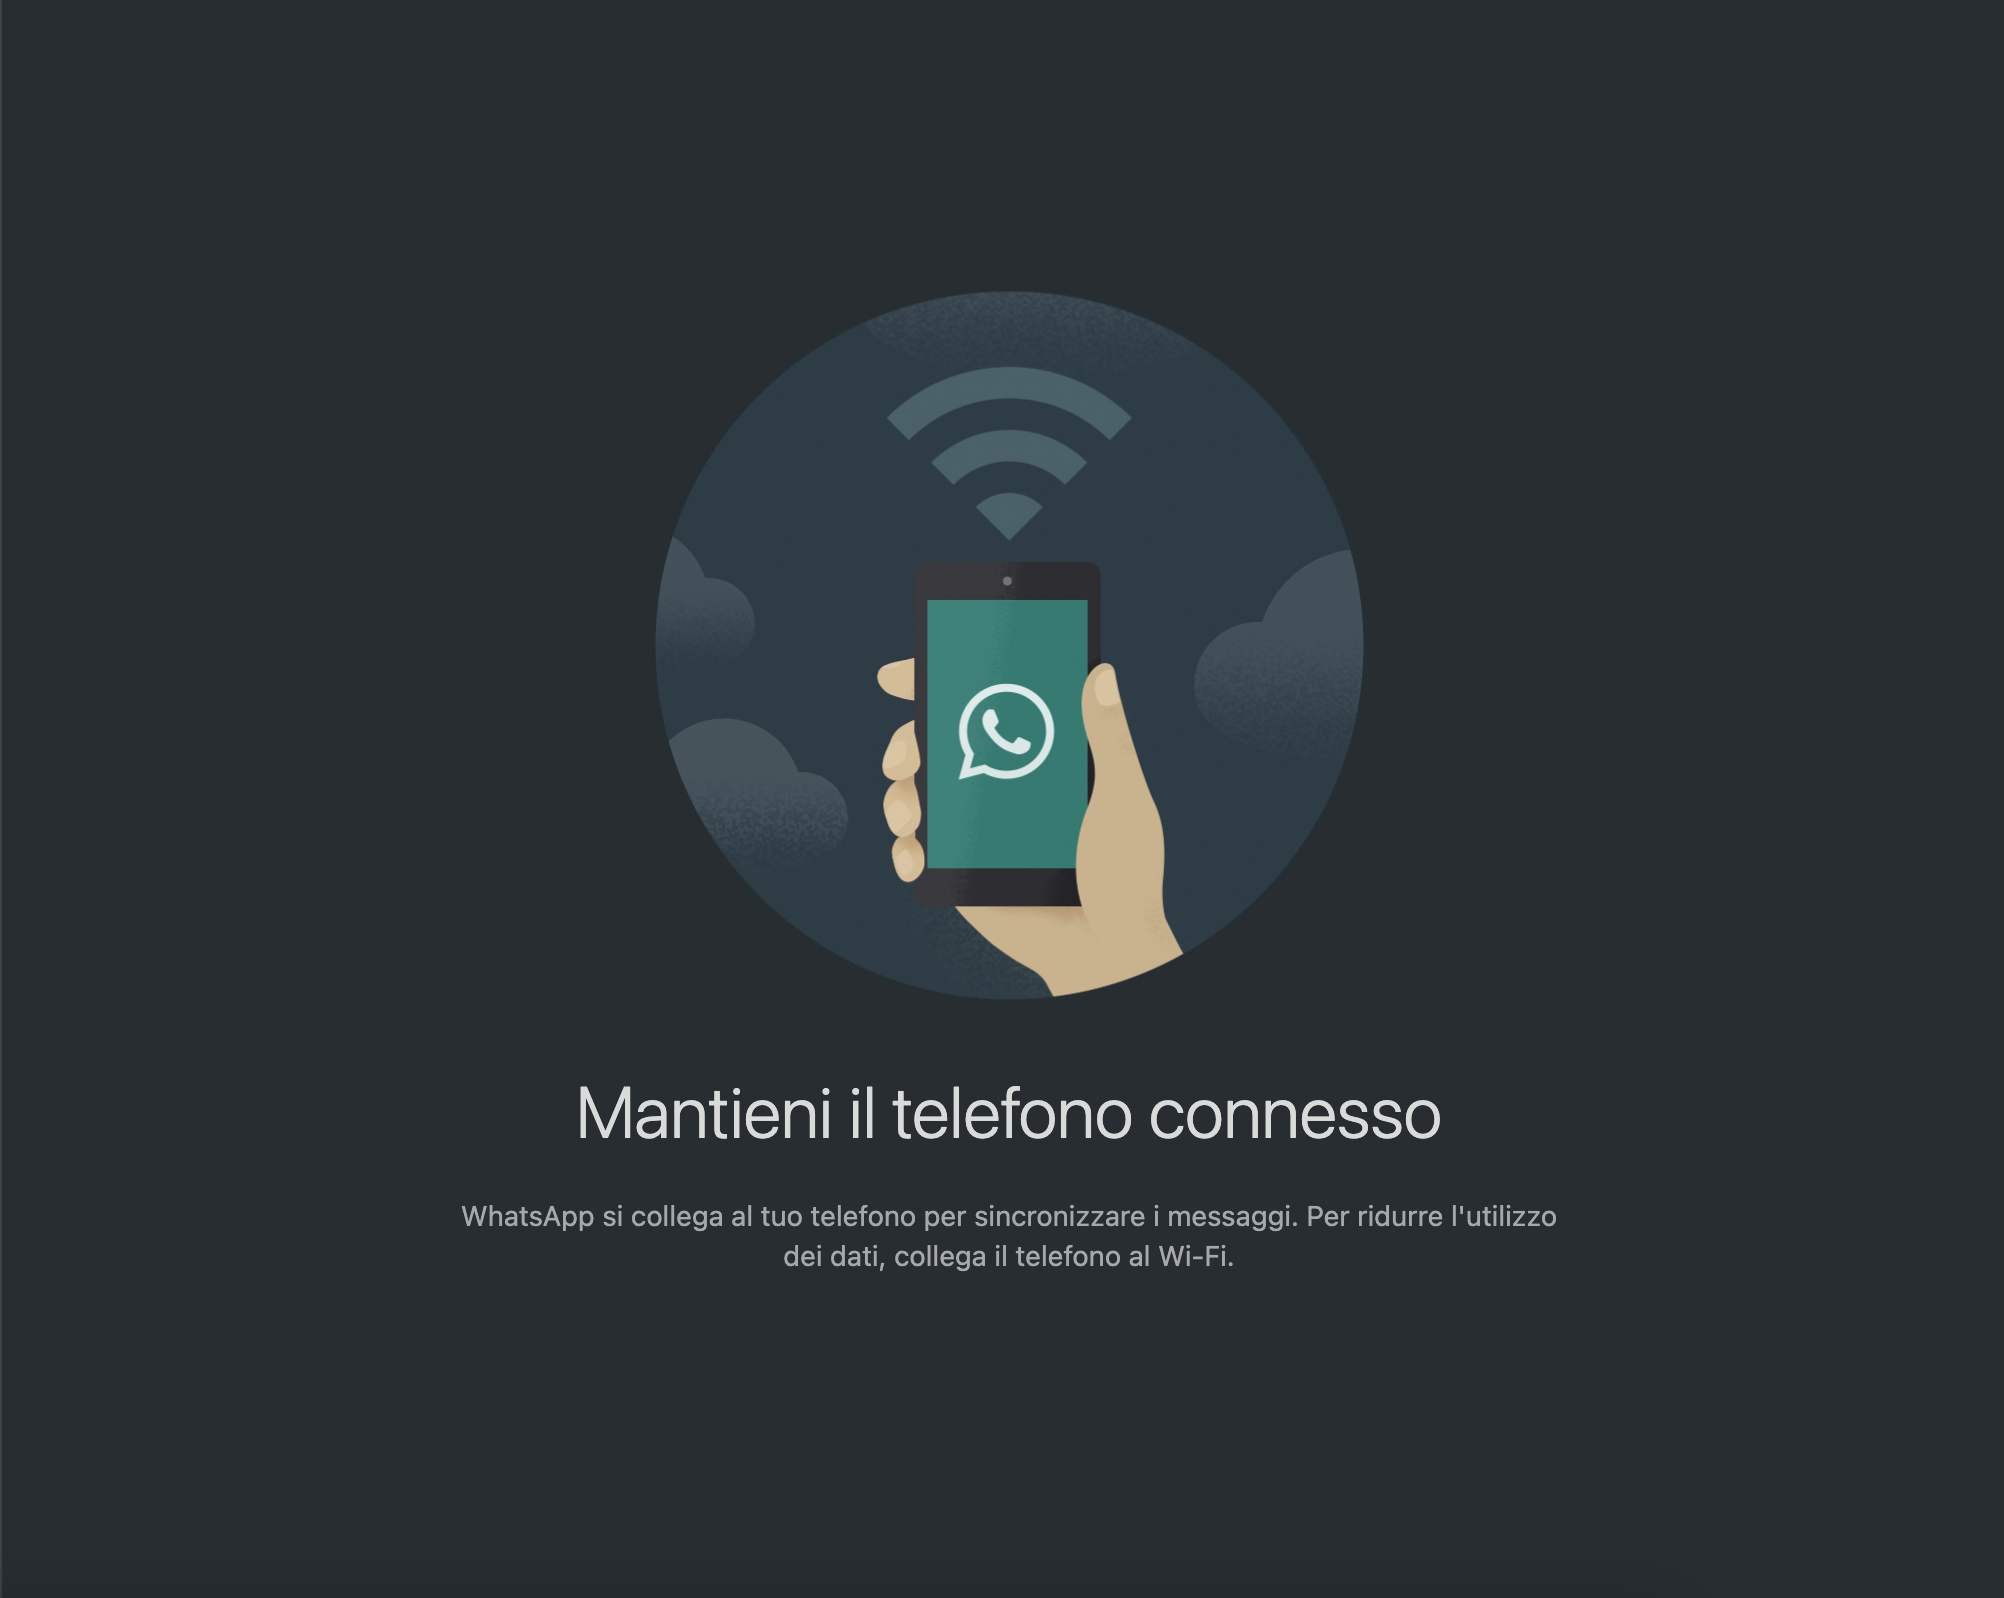 Mantieni il telefono connesso
WhatsApp si collega al tuo telefono per sincronizzare i messaggi. Per ridurre l'utilizzo
dei dati, collega il telefono al Wi-Fi.